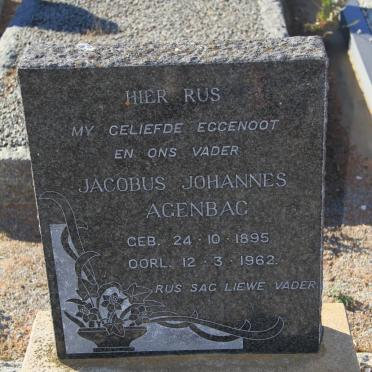 HIER RUS
MY GELIEFDE EGGENOOT
EN ONS VADER
JACOBUS JOHANNES
AGENBAG
GEB. 24 · 10 · 1895
OORL. 12 · 3 · 1962.
RUS SAG LIEWE VADER